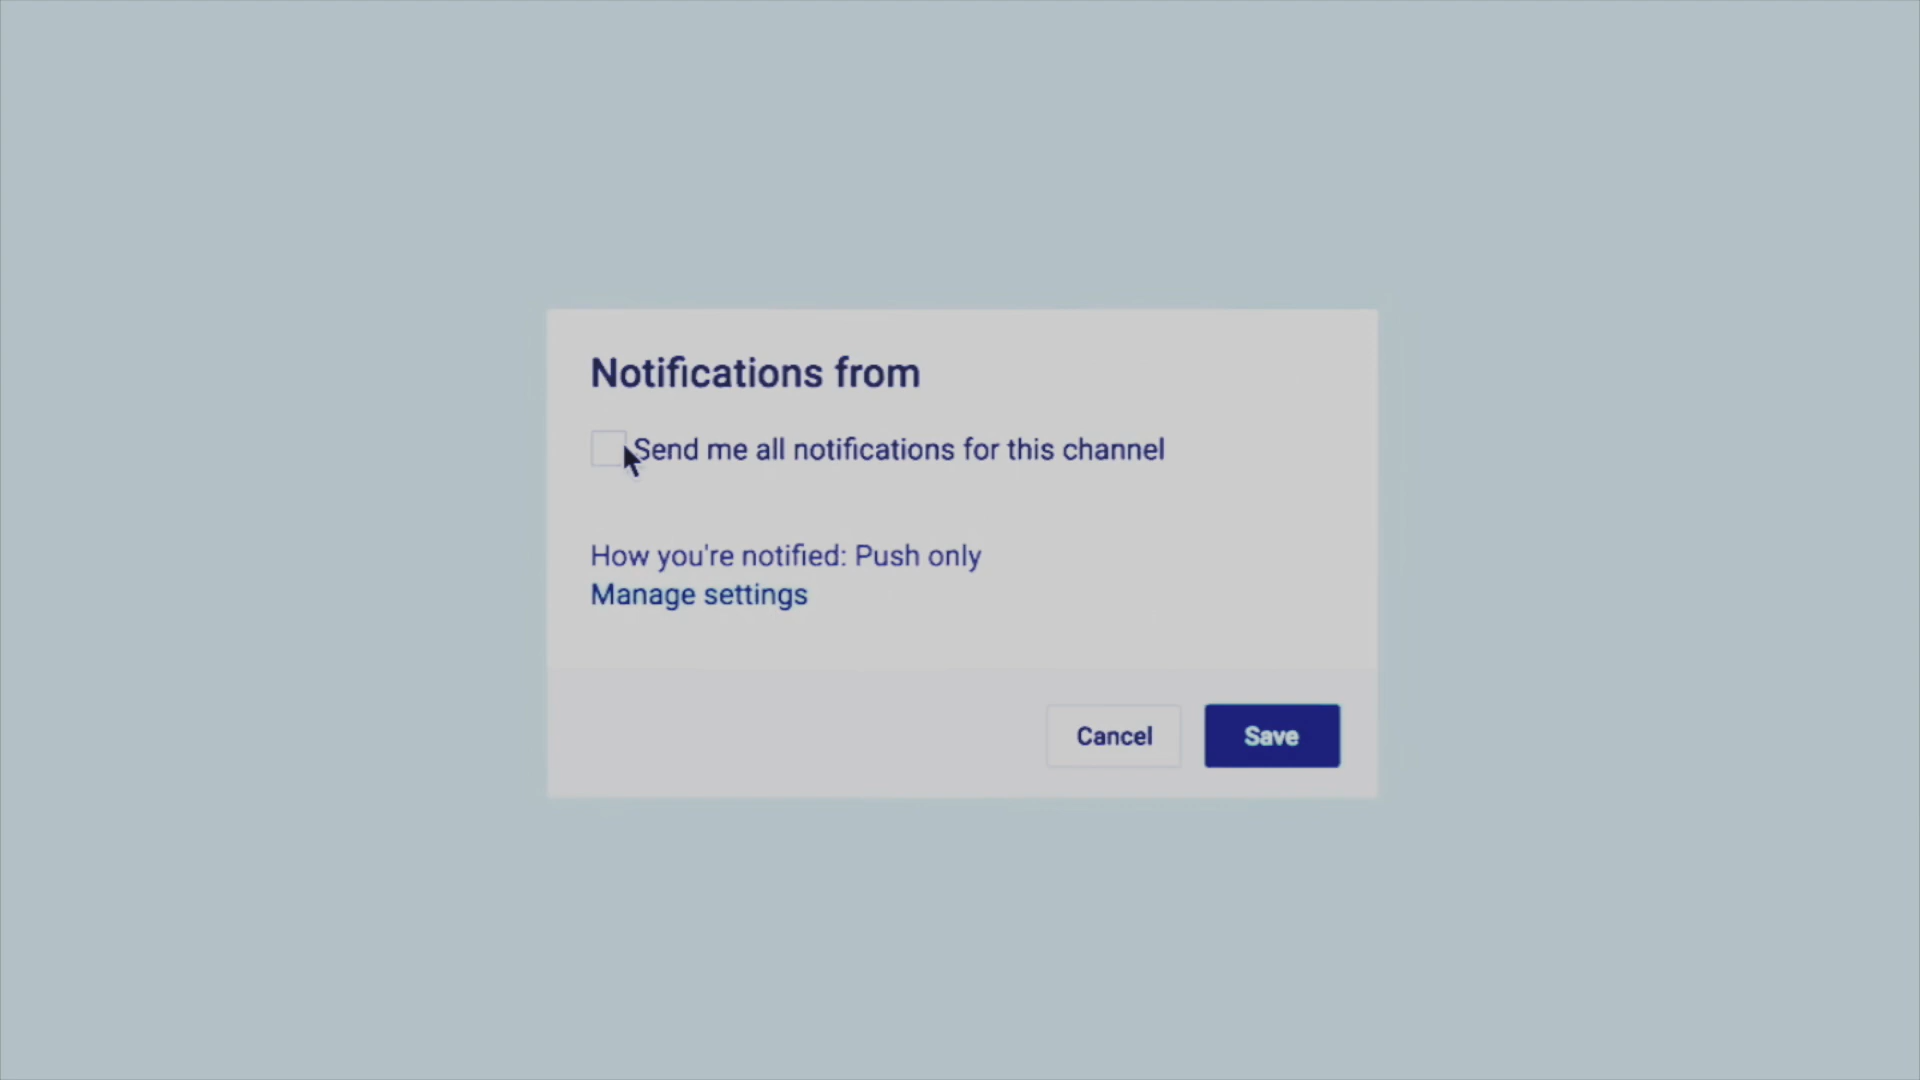 Notifications from
Send me all notifications for this channel
How you're notified: Push only
Manage settings
Cancel
Save